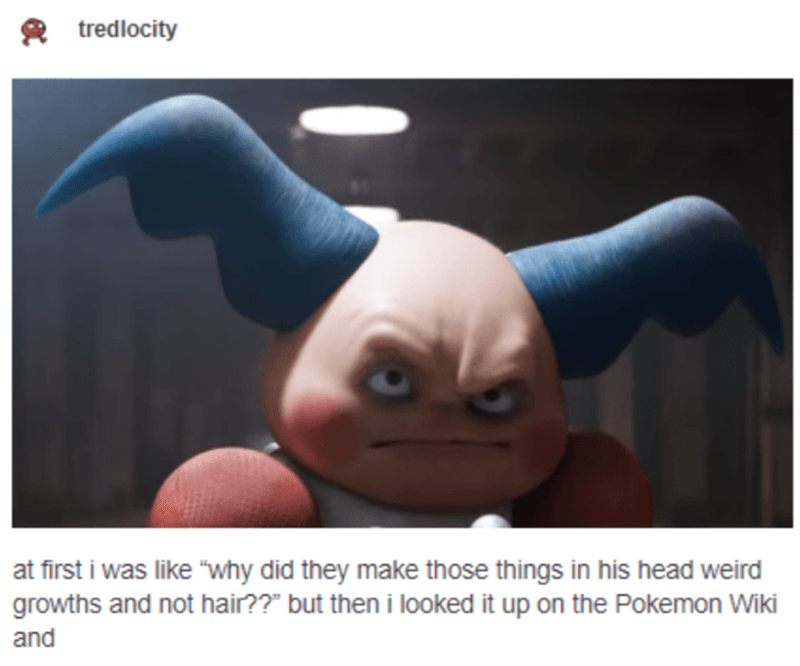 tredlocity
at first i was like “why did they make those things in his head weird
growths and not hair??” but then i looked it up on the Pokemon Wiki
and